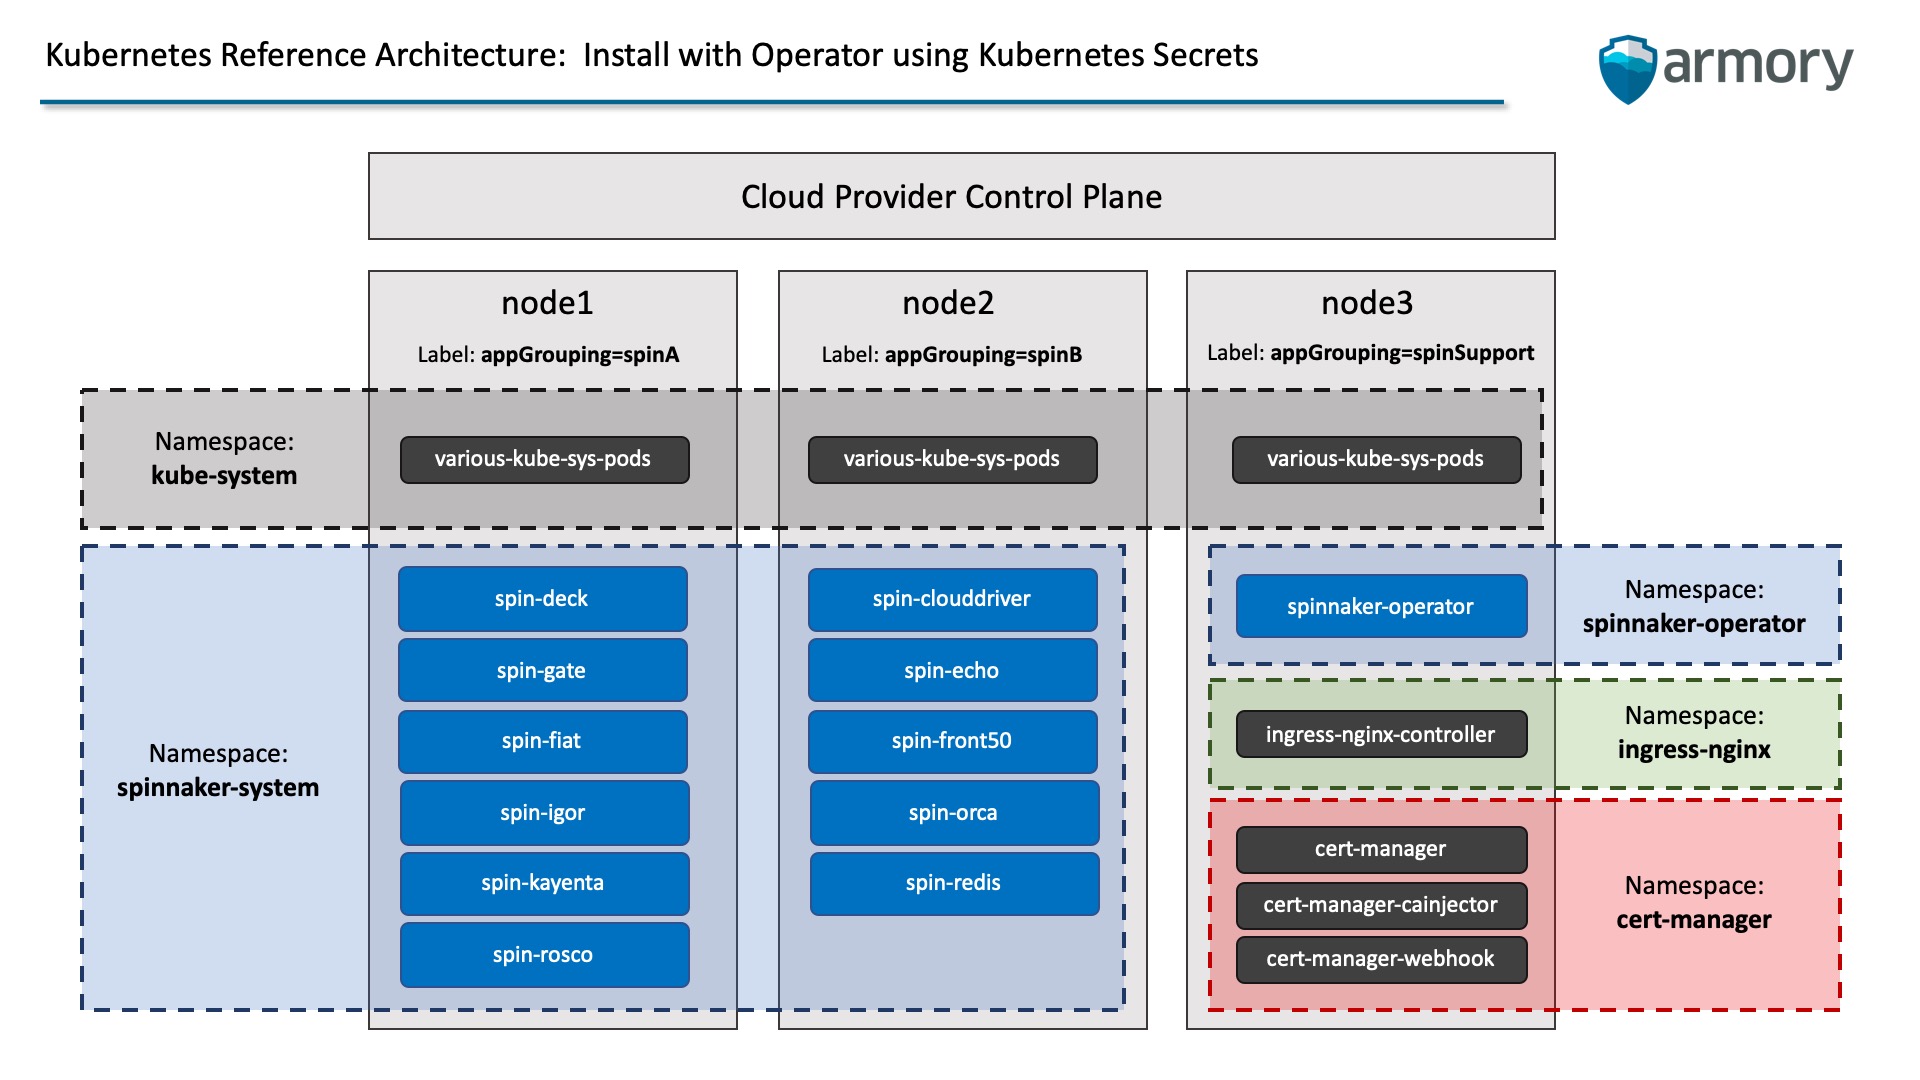 Kubernetes Reference Architecture:  Install with Operator using Kubernetes Secrets
armory
Cloud Provider Control Plane
node1
Label: appGrouping=spinA
node2
Label: appGrouping=spinB
node3
Label: appGrouping=spinSupport
Namespace:
kube-system
various-kube-sys-pods
various-kube-sys-pods
various-kube-sys-pods
Namespace:
spinnaker-system
spin-deck
spin-gate
spin-fiat
spin-igor
spin-kayenta
spin-rosco
spin-clouddriver
spin-echo
spin-front50
spin-orca
spin-redis
spinnaker-operator
Namespace:
spinnaker-operator
ingress-nginx-controller
Namespace:
ingress-nginx
cert-manager
cert-manager-cainjector
cert-manager-webhook
Namespace:
cert-manager